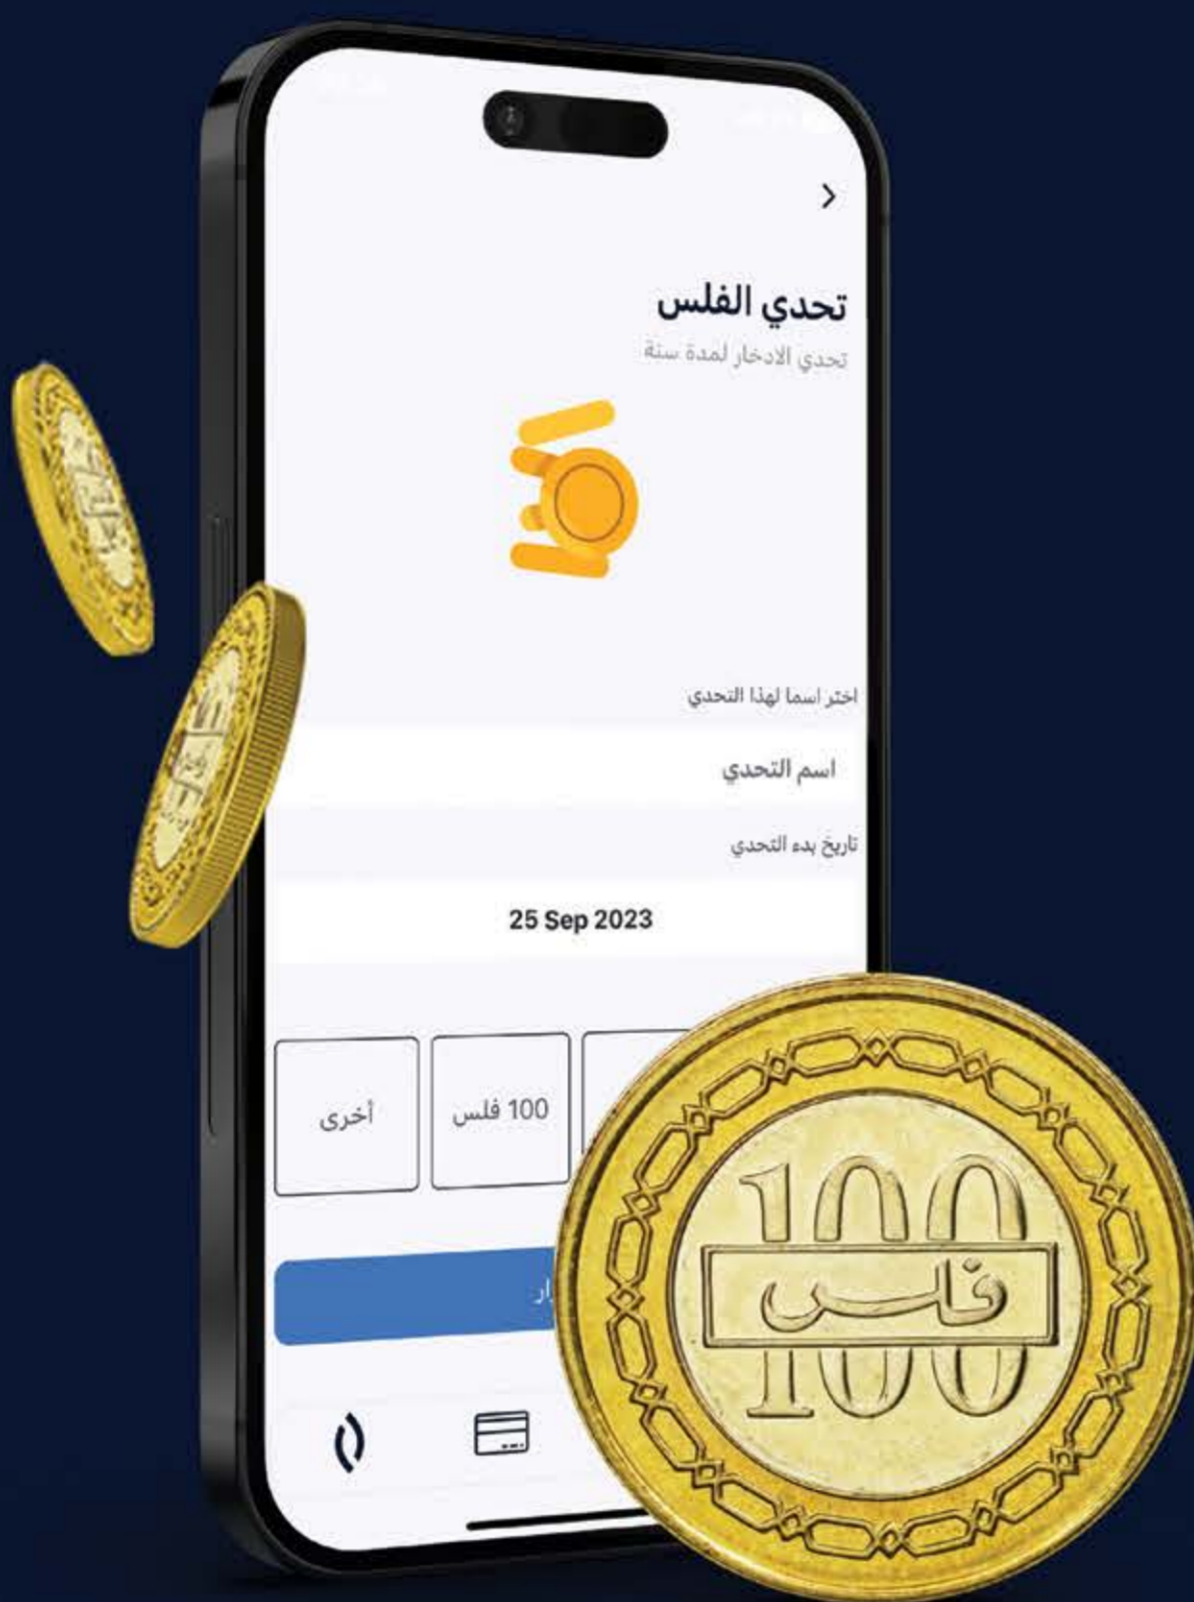 تحدي الفلس
تحدي الادخار لمدة سنة
اختر اسما لهذا التحدي
اسم التحدي
تاريخ بدء التحدي
25 Sep 2023
100 فلس
أخرى
100
فلس
100